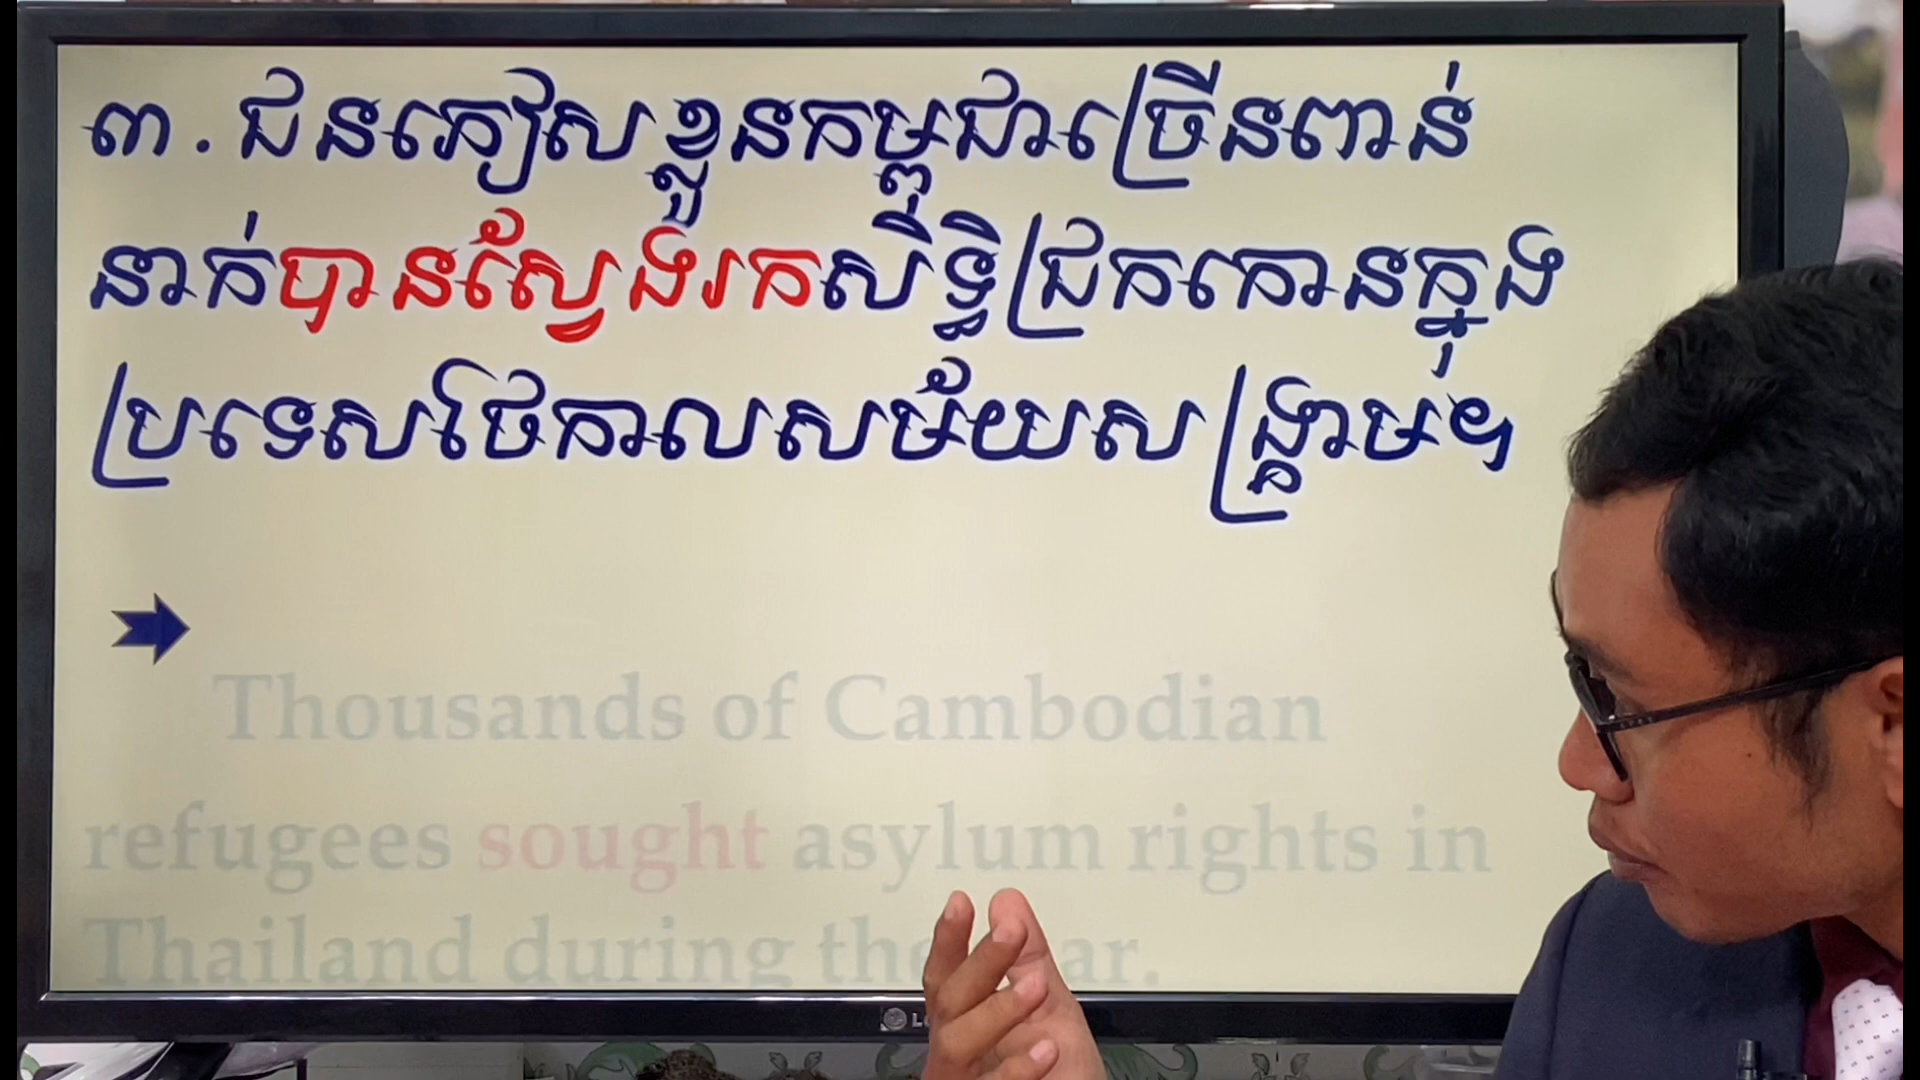 ៣. ជនភៀសខ្លួនកម្ពុជាច្រើនពាន់
នាក់បានស្វែងរកសិទ្ធិជ្រកកោនក្នុង
ប្រទេសថៃកាលសម័យសង្គ្រាម។
Thousands of Cambodian
refugees sought asylum rights in
Thailand during the ar.